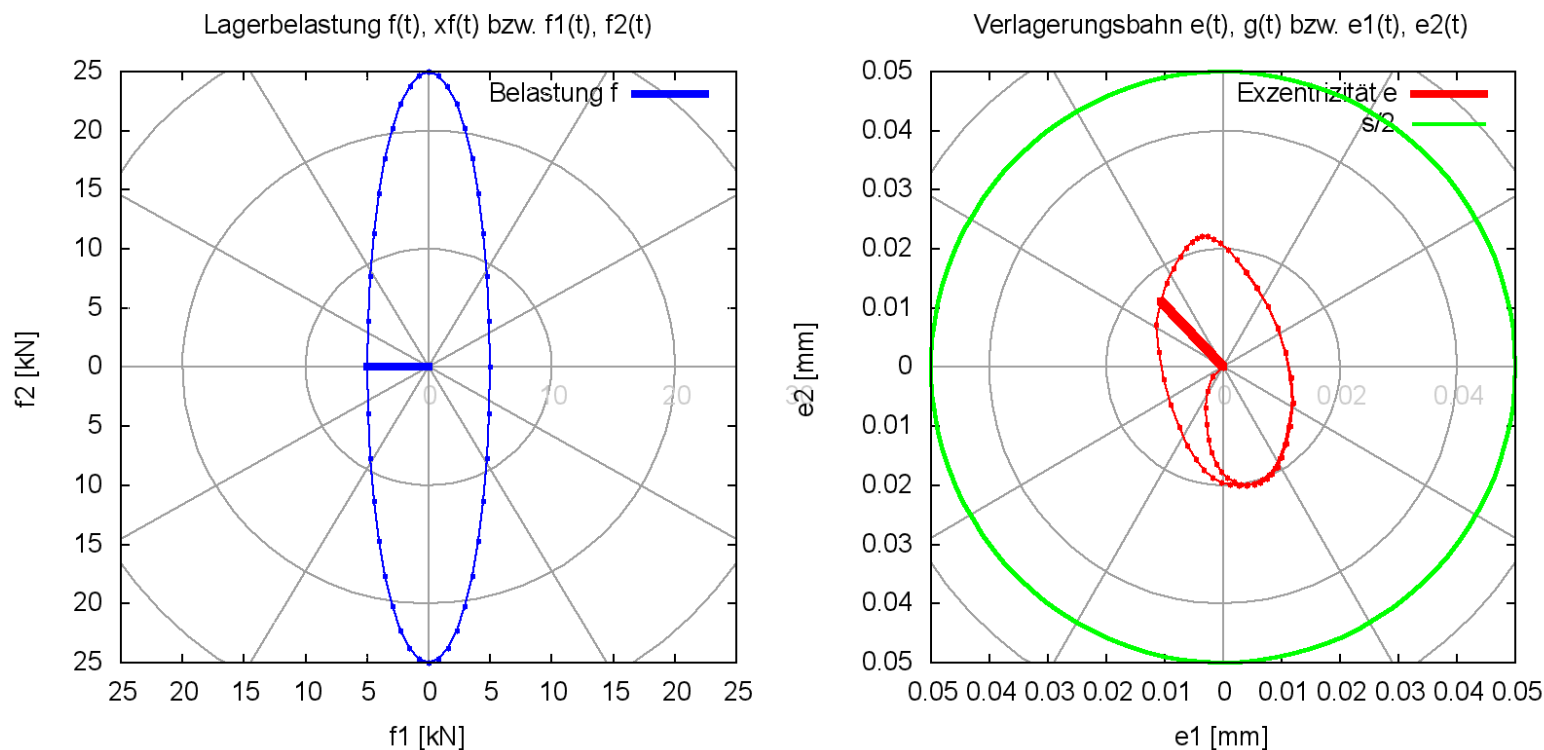 Lagerbelastung f(t), xf(t) bzw. f1(t), f2(t)
Belastung f
25
20
15
10
5
0
5
10
15
20
25
f2 [kN]
0
10
20
30
25 20 15 10 5 0 5 10 15 20 25
f1 [kN]
Verlagerungsbahn e(t), g(t) bzw. e1(t), e2(t)
Exzentrizität e
s/2
0.05
0.04
0.03
0.02
0.01
0
0.01
0.02
0.03
0.04
0.05
e2 [mm]
0
0.02
0.04
0.05 0.04 0.03 0.02 0.01 0 0.01 0.02 0.03 0.04 0.05
e1 [mm]